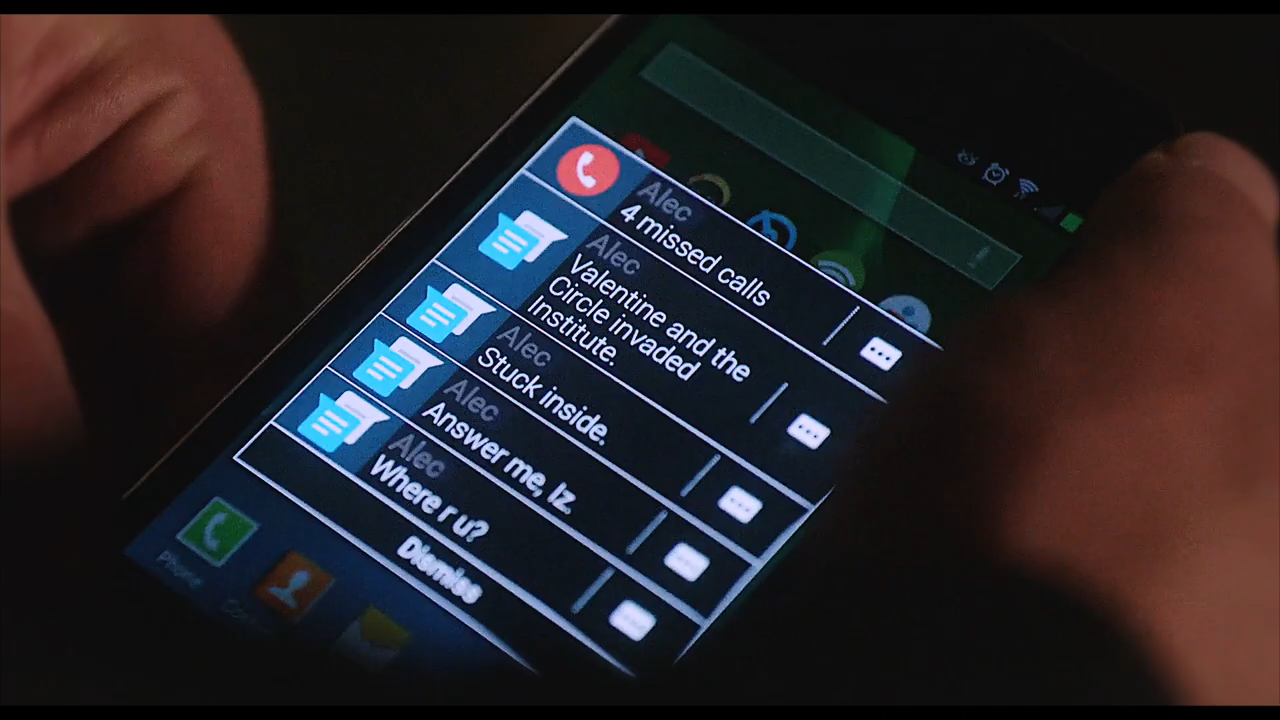 Alec
4 missed calls
Alec
Valentine and the
Circle invaded
Institute.
Alec
Stuck inside.
Alec
Answer me, Iz.
Alec
Where r u?
Dismiss
Phone